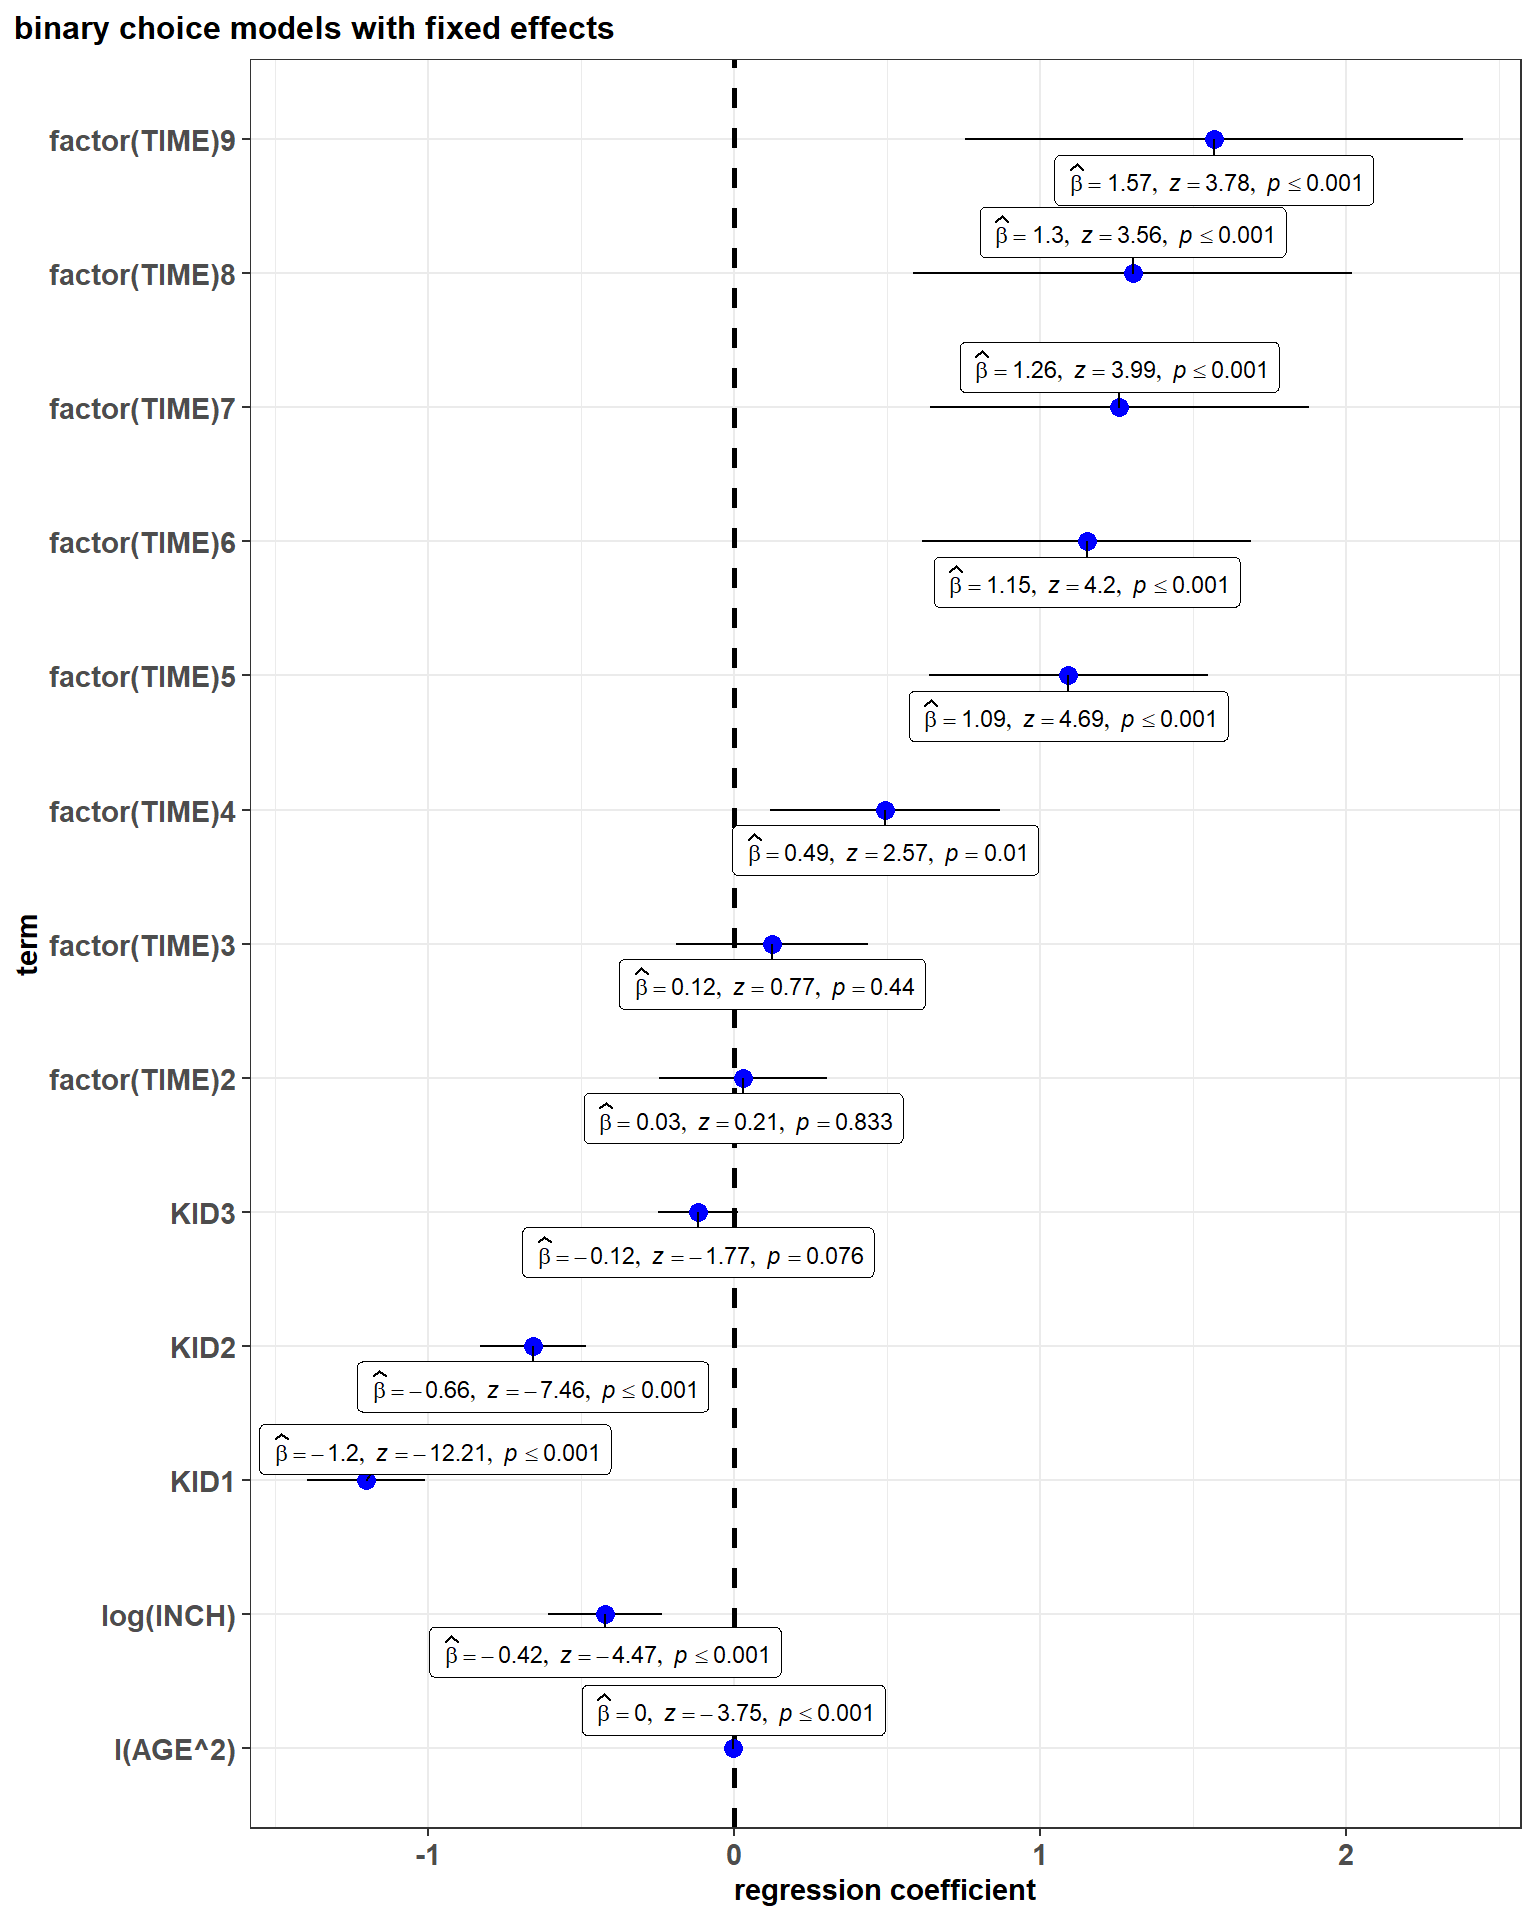 binary choice models with fixed effects
factor(TIME)9
β̂ = 1.57, z = 3.78, p ≤ 0.001
β̂ = 1.3, z = 3.56, p ≤ 0.001
factor(TIME)8
β̂ = 1.26, z = 3.99, p ≤ 0.001
factor(TIME)7
factor(TIME)6
β̂ = 1.15, z = 4.2, p ≤ 0.001
factor(TIME)5
β̂ = 1.09, z = 4.69, p ≤ 0.001
factor(TIME)4
β̂ = 0.49, z = 2.57, p = 0.01
term
factor(TIME)3
β̂ = 0.12, z = 0.77, p = 0.44
factor(TIME)2
β̂ = 0.03, z = 0.21, p = 0.833
KID3
β̂ = −0.12, z = −1.77, p = 0.076
KID2
β̂ = −0.66, z = −7.46, p ≤ 0.001
β̂ = −1.2, z = −12.21, p ≤ 0.001
KID1
log(INCH)
β̂ = −0.42, z = −4.47, p ≤ 0.001
β̂ = 0, z = −3.75, p ≤ 0.001
I(AGE^2)
-1 0 1 2
regression coefficient